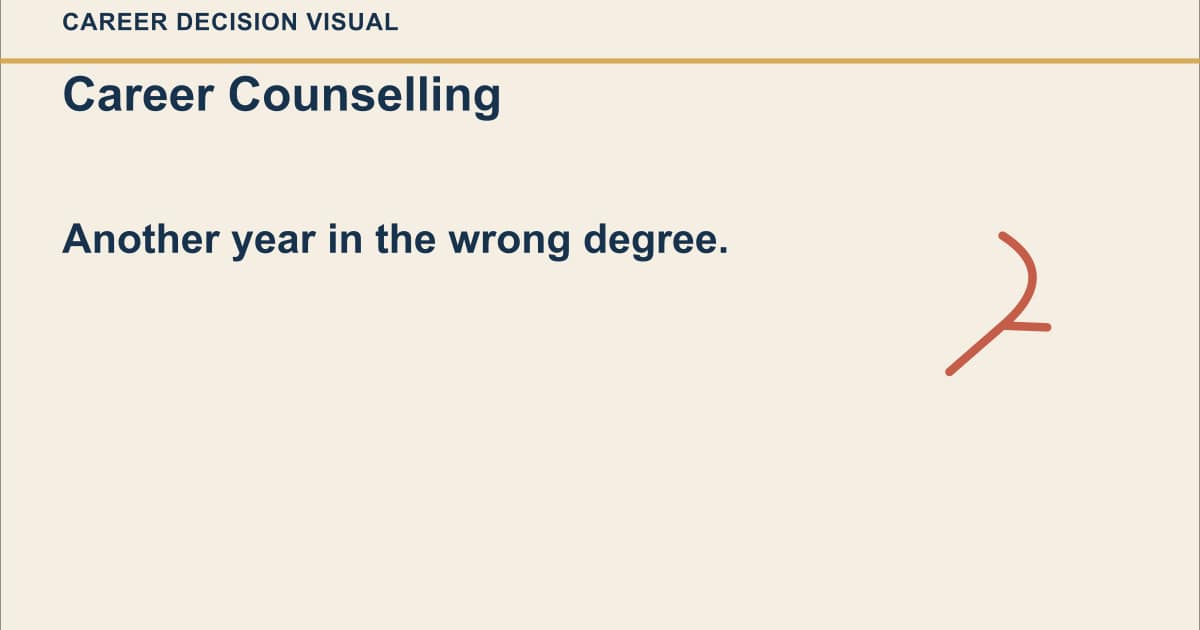 CAREER DECISION VISUAL
Career Counselling
Another year in the wrong degree.